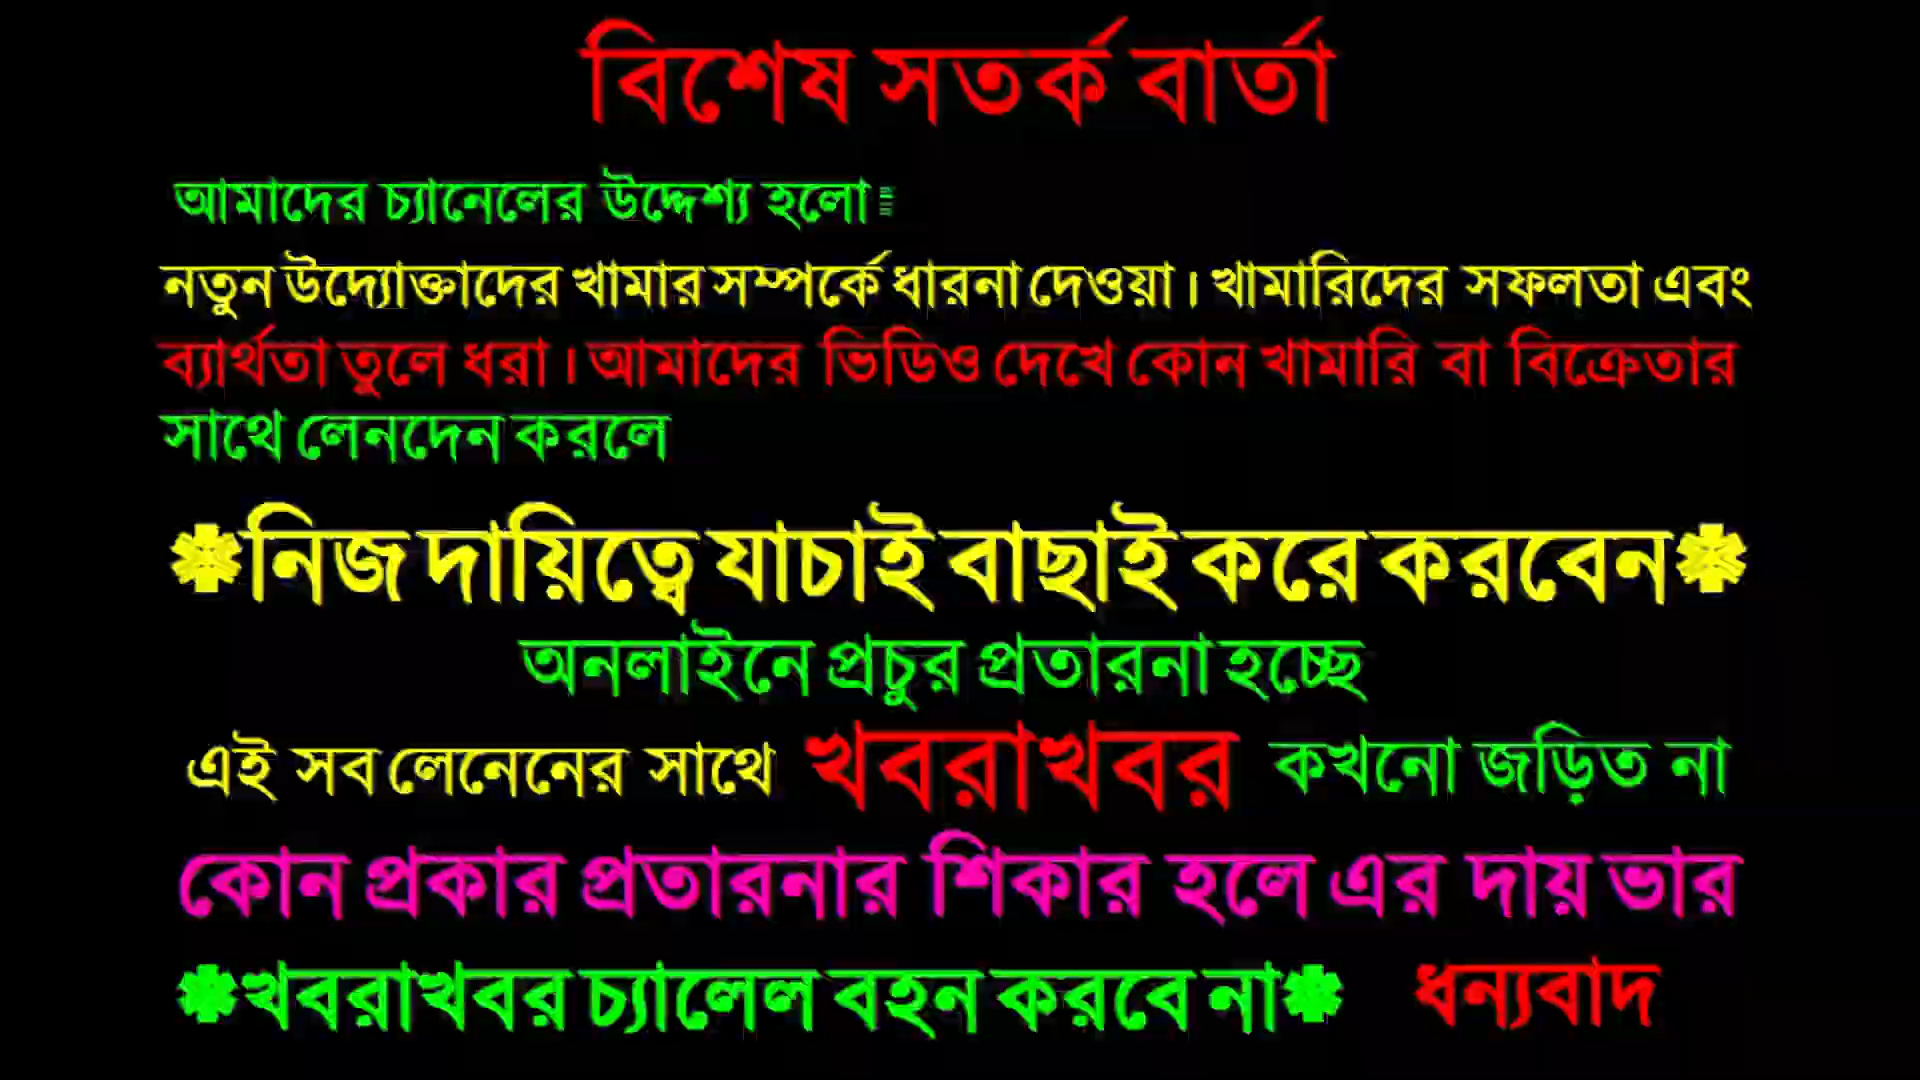 বিশেষ সতর্ক বার্তা
আমাদের চ্যানেলের উদ্দেশ্য হলো ঃ
নতুন উদ্যোক্তাদের খামার সম্পর্কে ধারনা দেওয়া। খামারিদের সফলতা এবং
ব্যার্থতা তুলে ধরা। আমাদের ভিডিও দেখে কোন খামারি বা বিক্রেতার
সাথে লেনদেন করলে
*নিজ দায়িত্বে যাচাই বাছাই করে করবেন*
অনলাইনে প্রচুর প্রতারনা হচ্ছে
এই সব লেনেনের সাথে খবরাখবর কখনো জড়িত না
কোন প্রকার প্রতারনার শিকার হলে এর দায় ভার
*খবরাখবর চ্যালেল বহন করবে না* ধন্যবাদ